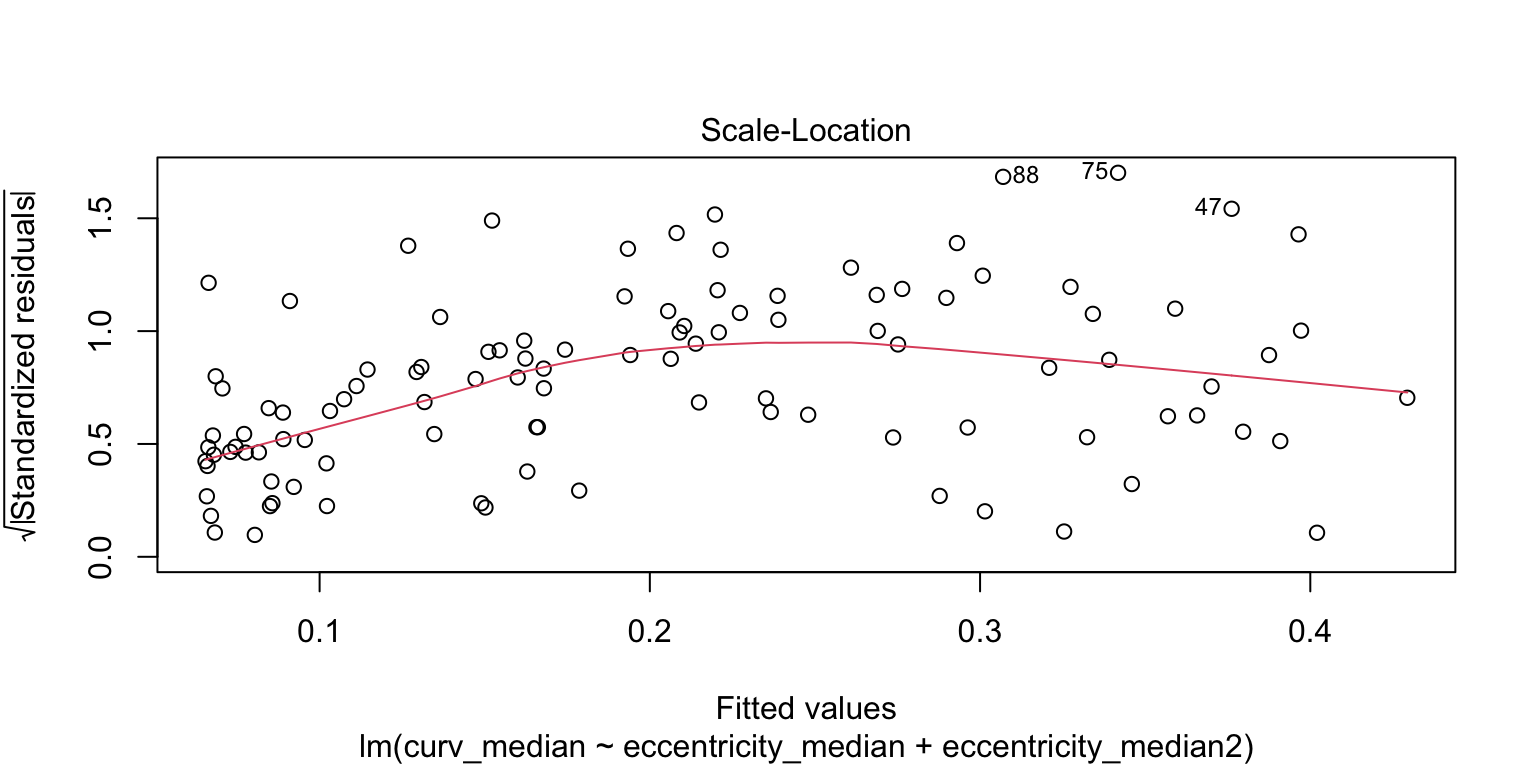 Scale-Location
√|Standardized residuals|
1.5
1.0
0.5
0.0
88
75
47
0.1 0.2 0.3 0.4
Fitted values
lm(curv_median ~ eccentricity_median + eccentricity_median2)